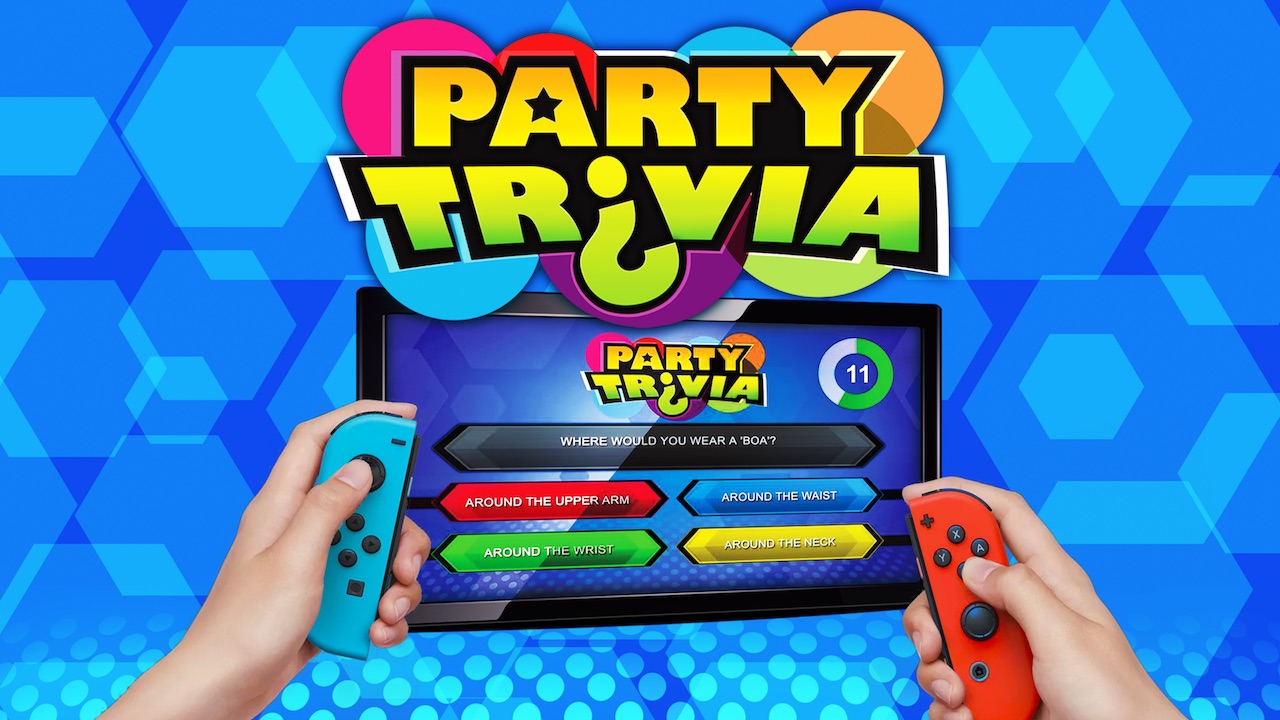 PARTY
TRIVIA
PARTY
TRIVIA
11
WHERE WOULD YOU WEAR A 'BOA'?
AROUND THE UPPER ARM
AROUND THE WAIST
AROUND THE WRIST
AROUND THE NECK
X
Y
A